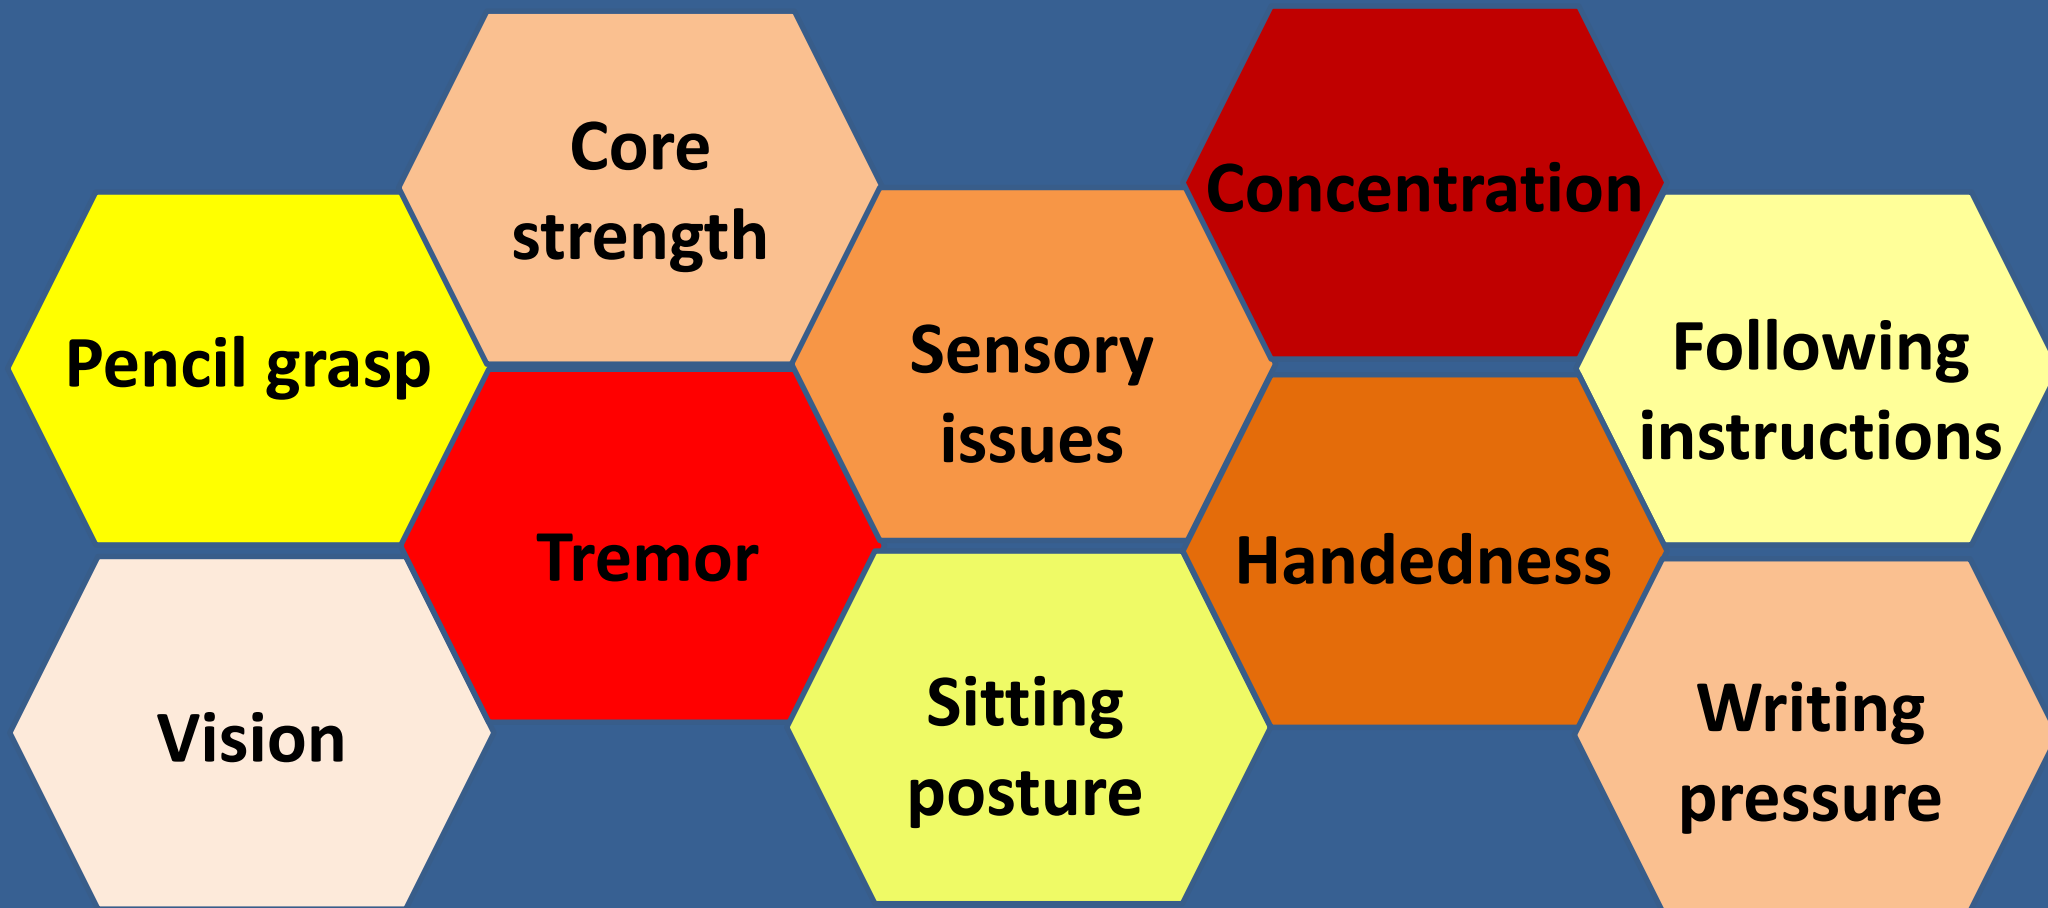 Core
strength
Concentration
Pencil grasp
Sensory
issues
Following
instructions
Tremor
Handedness
Vision
Sitting
posture
Writing
pressure